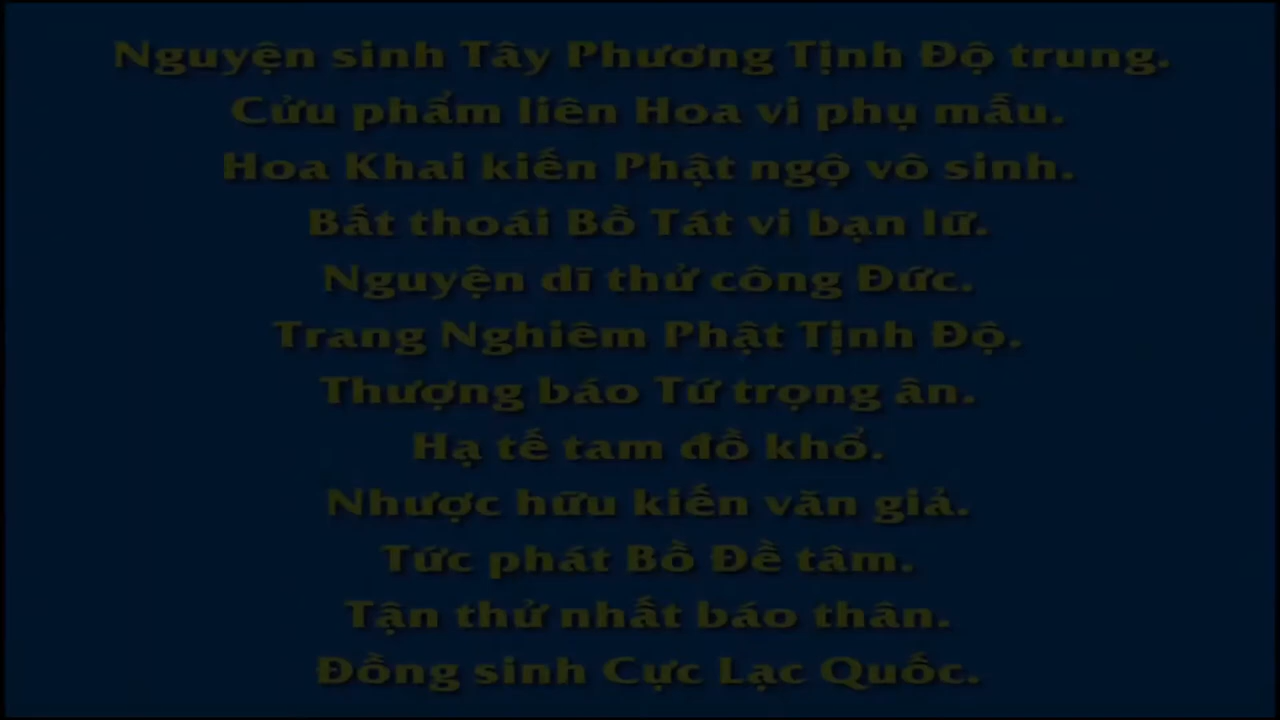 Nguyện sinh Tây Phương Tịnh Độ trung.
Cửu phẩm liên Hoa vi phụ mẫu.
Hoa Khai kiến Phật ngộ vô sinh.
Bất thoái Bồ Tát vi bạn lữ.
Nguyện dĩ thử công Đức.
Trang Nghiêm Phật Tịnh Độ.
Thượng báo Tứ trọng ân.
Hạ tế tam đồ khổ.
Nhược hữu kiến văn giả.
Tức phát Bồ Đề tâm.
Tận thử nhất báo thân.
Đồng sinh Cực Lạc Quốc.